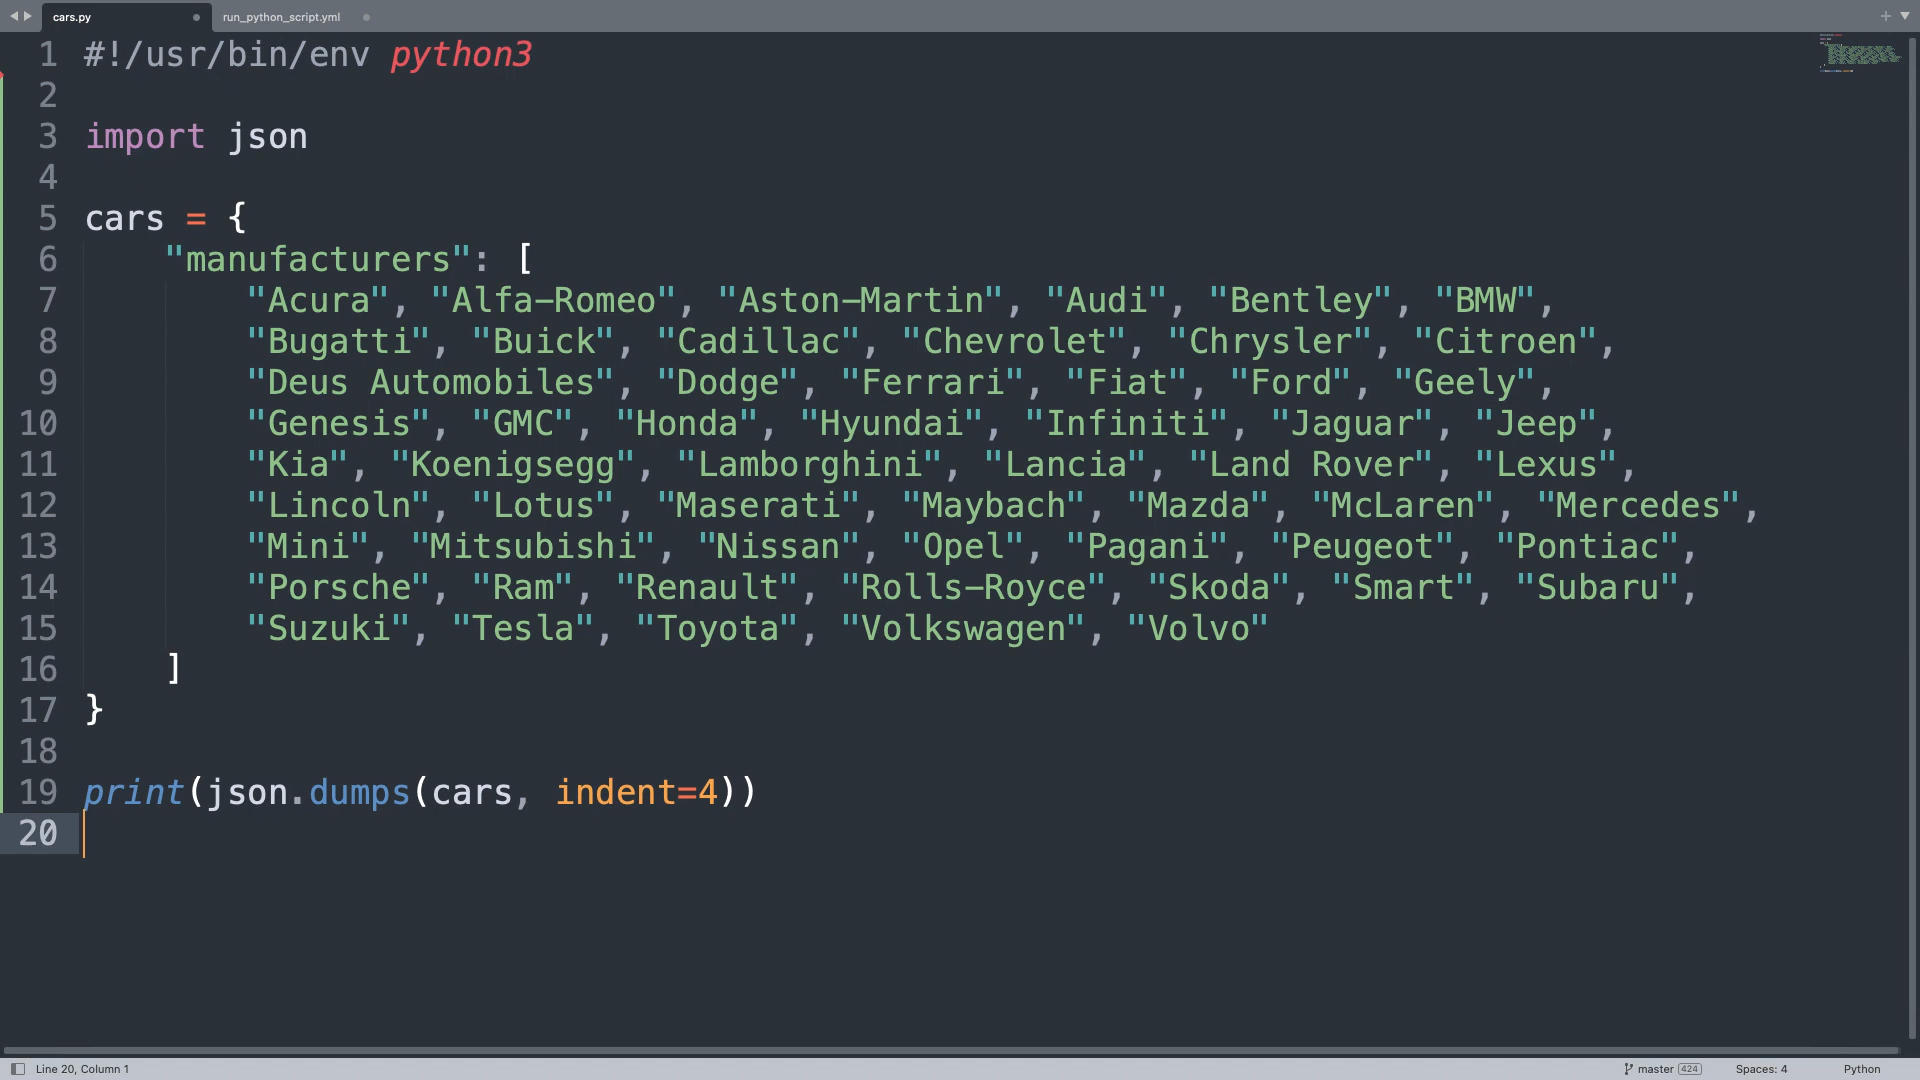 cars.py run_python_script.yml
1 #!/usr/bin/env python3
2
3 import json
4
5 cars = {
6     "manufacturers": [
7         "Acura", "Alfa-Romeo", "Aston-Martin", "Audi", "Bentley", "BMW",
8         "Bugatti", "Buick", "Cadillac", "Chevrolet", "Chrysler", "Citroen",
9         "Deus Automobiles", "Dodge", "Ferrari", "Fiat", "Ford", "Geely",
10         "Genesis", "GMC", "Honda", "Hyundai", "Infiniti", "Jaguar", "Jeep",
11         "Kia", "Koenigsegg", "Lamborghini", "Lancia", "Land Rover", "Lexus",
12         "Lincoln", "Lotus", "Maserati", "Maybach", "Mazda", "McLaren", "Mercedes",
13         "Mini", "Mitsubishi", "Nissan", "Opel", "Pagani", "Peugeot", "Pontiac",
14         "Porsche", "Ram", "Renault", "Rolls-Royce", "Skoda", "Smart", "Subaru",
15         "Suzuki", "Tesla", "Toyota", "Volkswagen", "Volvo"
16     ]
17 }
18
19 print(json.dumps(cars, indent=4))
20
Line 20, Column 1 master 424 Spaces: 4 Python